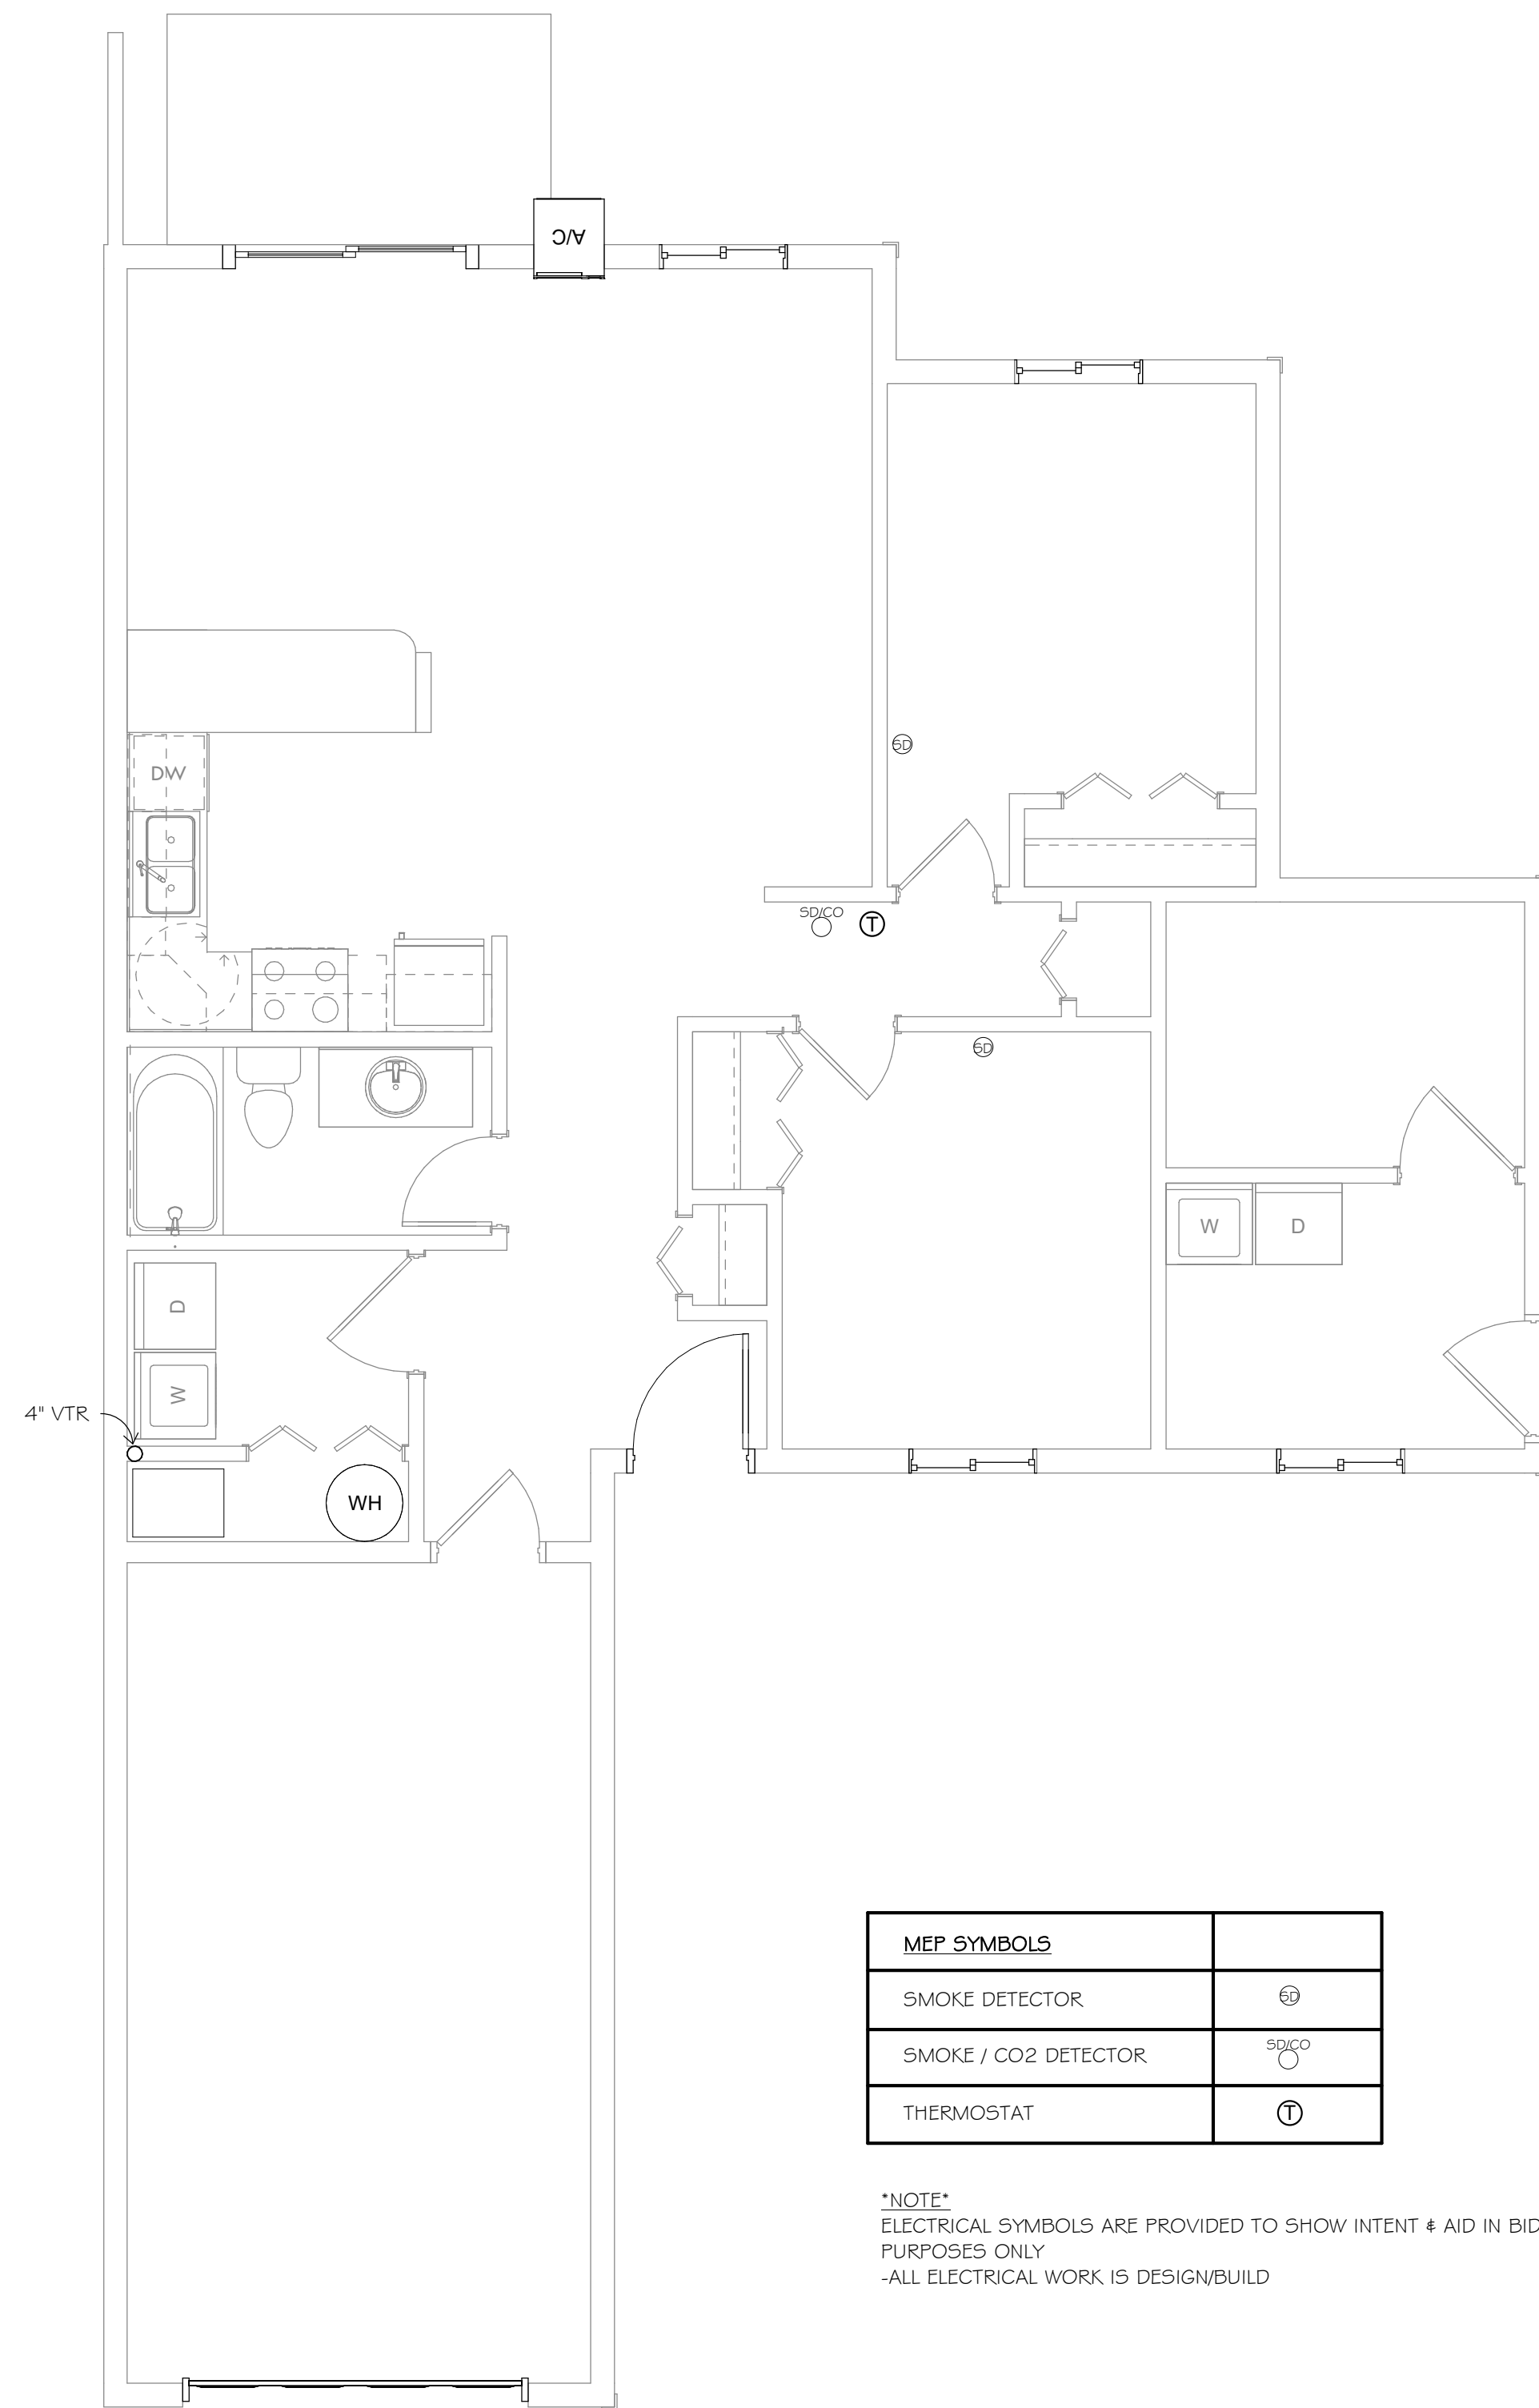 A/C
DW
SD
SD/CO
T
SD
W
D
D
W
4" VTR
WH
MEP SYMBOLS
SMOKE DETECTOR
SD
SMOKE / CO2 DETECTOR
SD/CO
THERMOSTAT
T
*NOTE*
ELECTRICAL SYMBOLS ARE PROVIDED TO SHOW INTENT & AID IN BID
PURPOSES ONLY
-ALL ELECTRICAL WORK IS DESIGN/BUILD